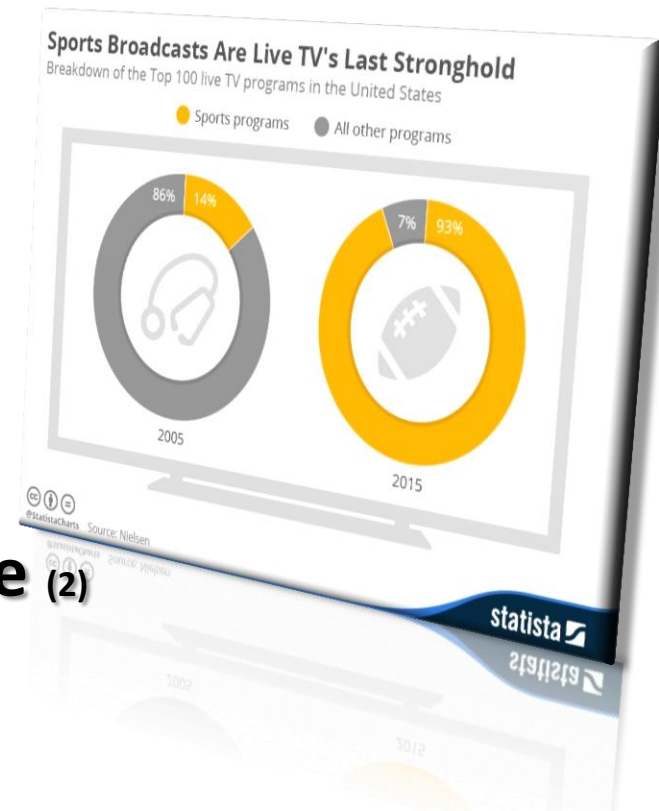 Sports Broadcasts Are Live TV's Last Stronghold
Breakdown of the Top 100 live TV programs in the United States
Sports programs All other programs
86% 14%
7% 93%
2005
2015
@StatistaCharts Source: Nielsen
e (2)
statista